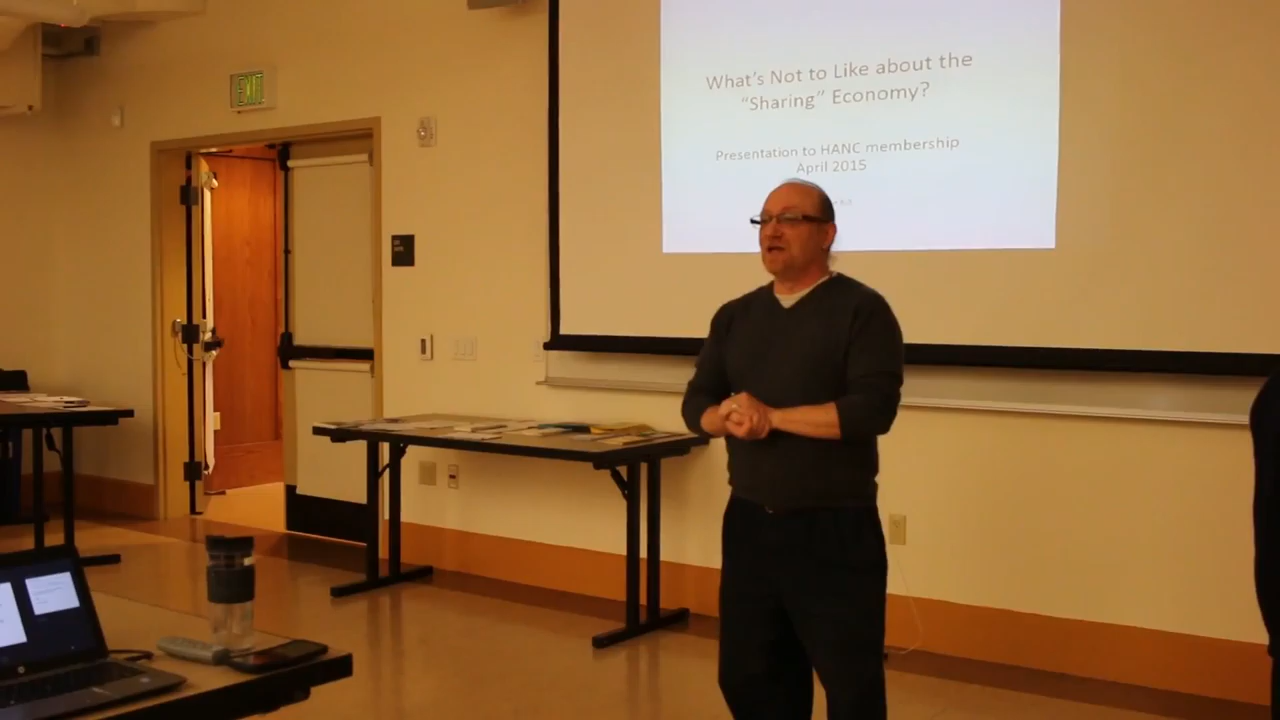 EXIT
What's Not to Like about the
"Sharing" Economy?
Presentation to HANC membership
April 2015